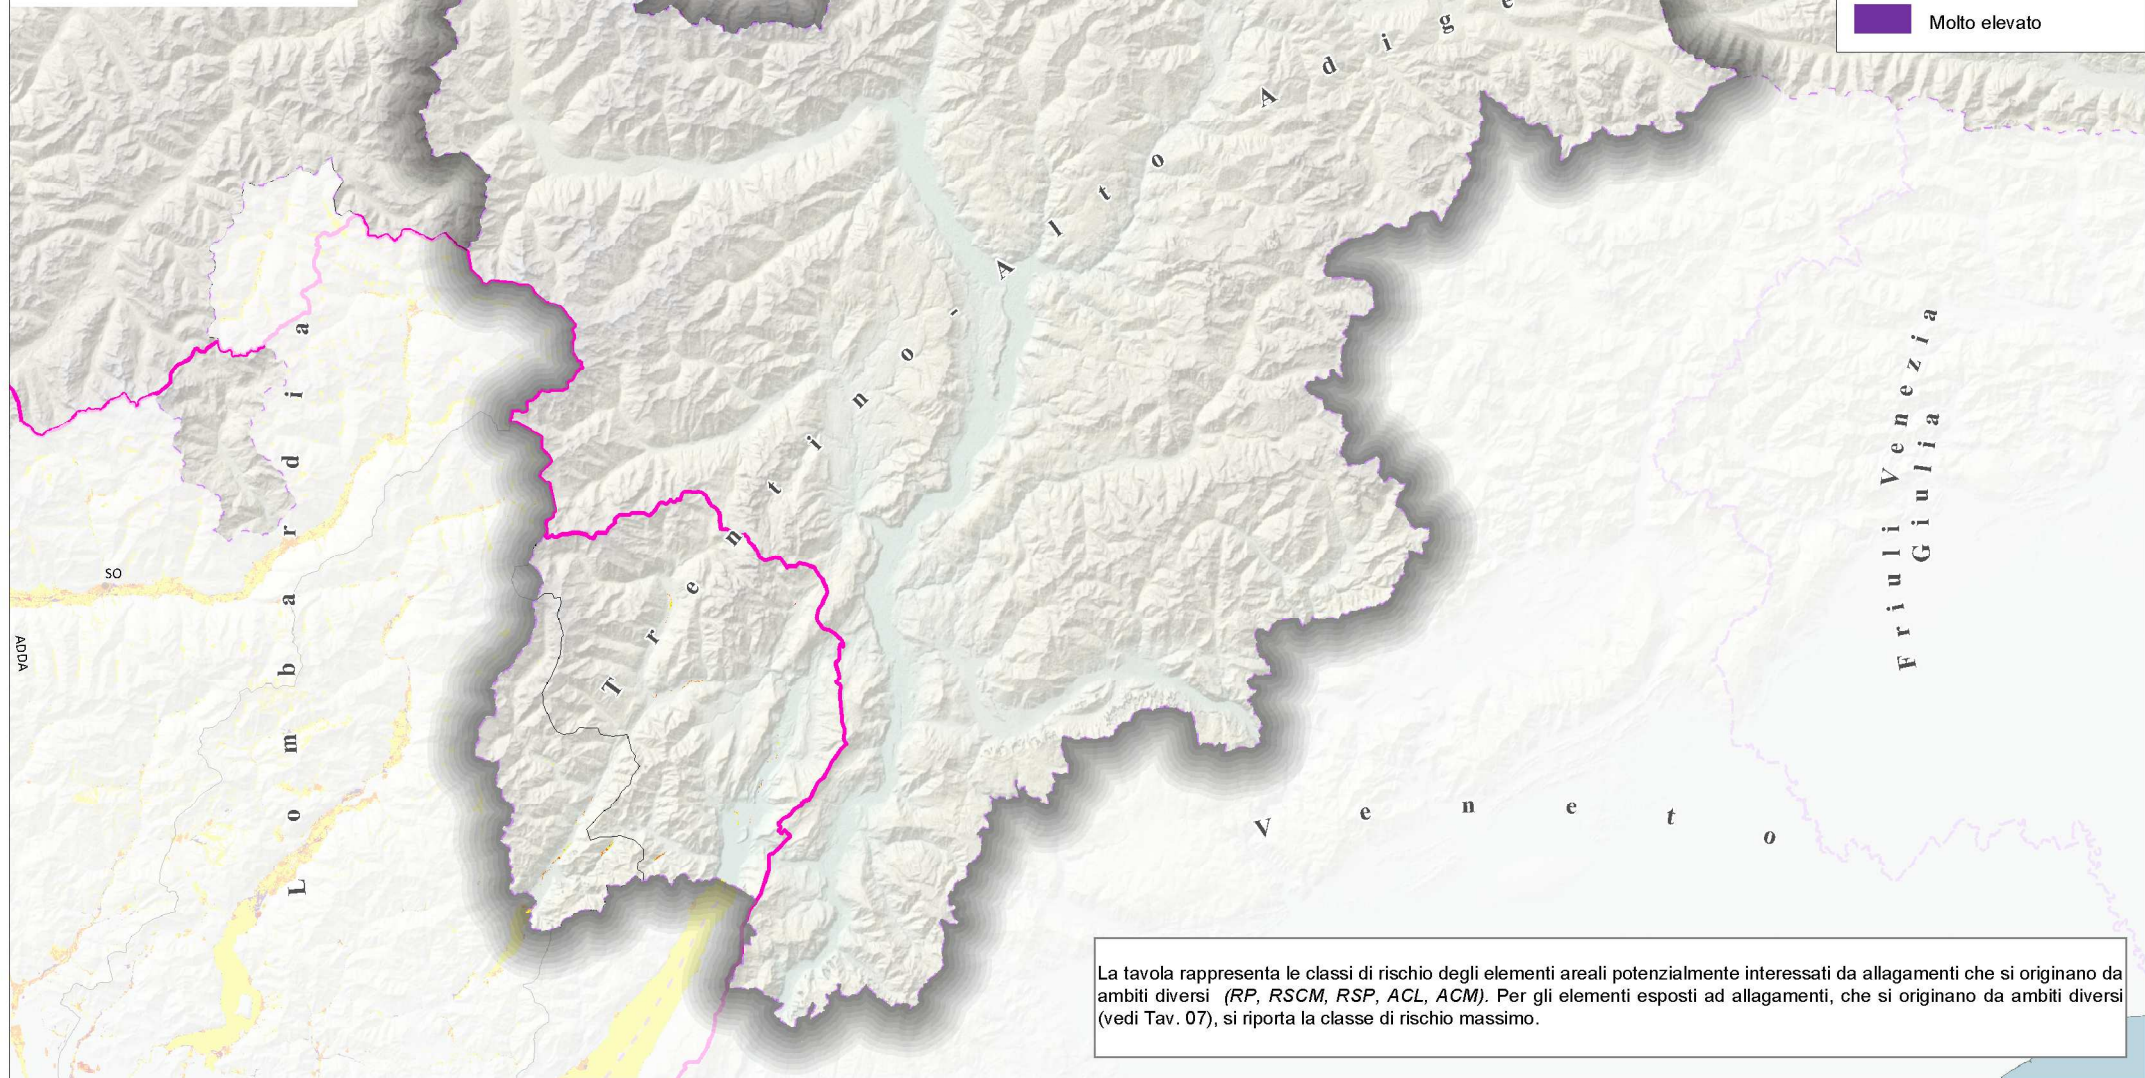 Molto elevato
Trentino - Alto Adige
Lombardia
SO
ADDA
Friuli Venezia
Giulia
Veneto
La tavola rappresenta le classi di rischio degli elementi areali potenzialmente interessati da allagamenti che si originano da
ambiti diversi (RP, RSCM, RSP, ACL, ACM). Per gli elementi esposti ad allagamenti, che si originano da ambiti diversi
(vedi Tav. 07), si riporta la classe di rischio massimo.